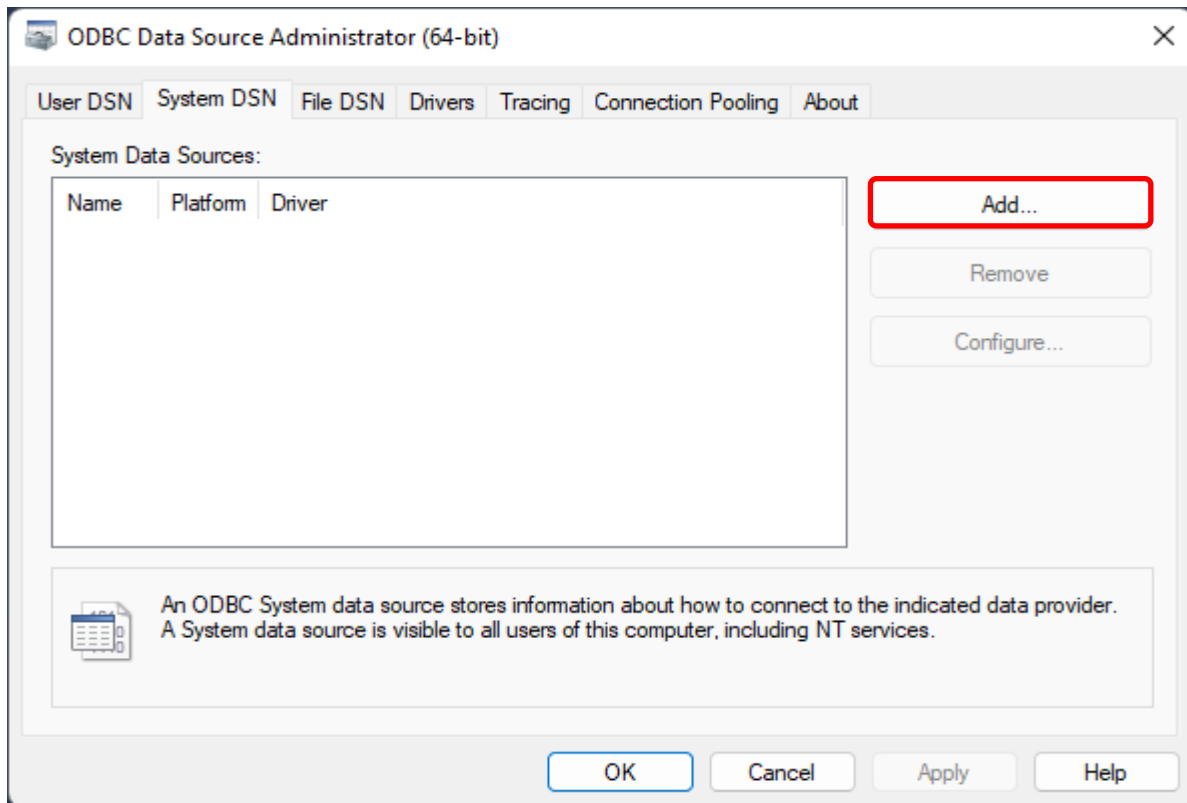 ODBC Data Source Administrator (64-bit)
User DSN System DSN File DSN Drivers Tracing Connection Pooling About
System Data Sources:
Name Platform Driver
Add...
Remove
Configure...
An ODBC System data source stores information about how to connect to the indicated data provider.
A System data source is visible to all users of this computer, including NT services.
OK Cancel Apply Help